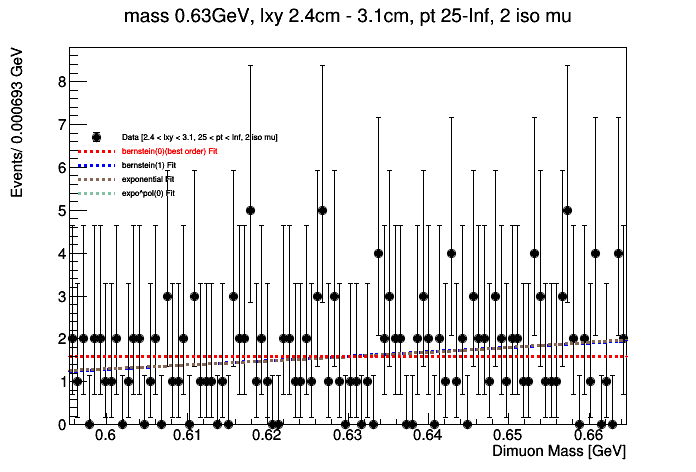 mass 0.63GeV, lxy 2.4cm - 3.1cm, pt 25-Inf, 2 iso mu
Events/ 0.000693 GeV
8
7
6
5
4
3
2
1
0
Data [2.4 < lxy < 3.1, 25 < pt < Inf, 2 iso mu]
bernstein(0)(best order) Fit
bernstein(1) Fit
exponential Fit
expo^pol(0) Fit
0.6 0.61 0.62 0.63 0.64 0.65 0.66
Dimuon Mass [GeV]